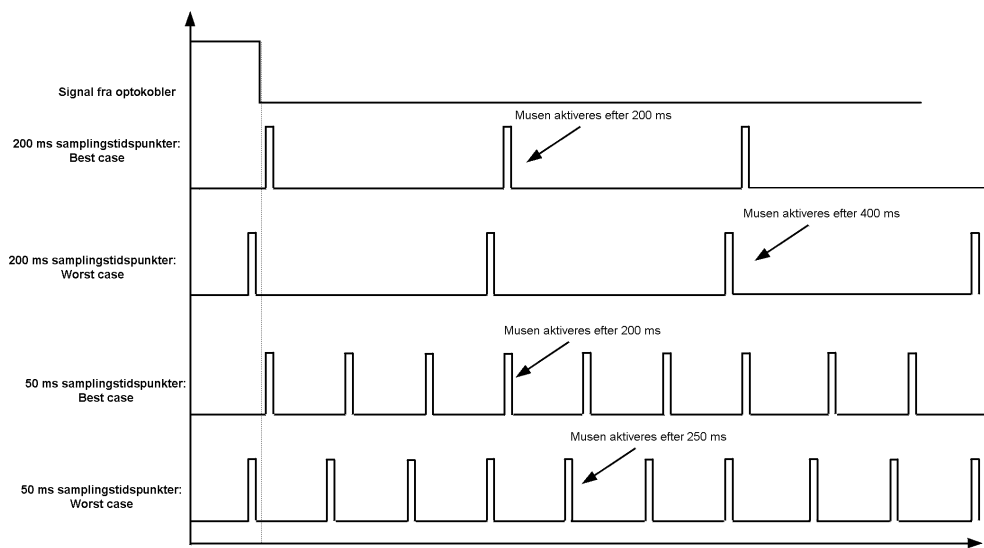 Signal fra optokobler
Musen aktiveres efter 200 ms
200 ms samplingstidspunkter:
Best case
Musen aktiveres efter 400 ms
200 ms samplingstidspunkter:
Worst case
Musen aktiveres efter 200 ms
50 ms samplingstidspunkter:
Best case
Musen aktiveres efter 250 ms
50 ms samplingstidspunkter:
Worst case